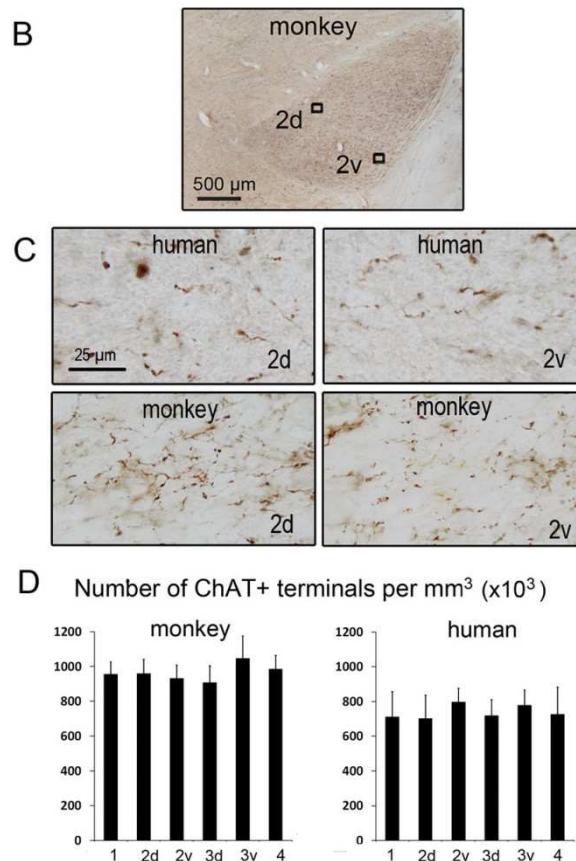 B
monkey
2d
2v
500 µm
C
human
human
25 µm
2d
2v
monkey
monkey
2d
2v
D
Number of ChAT+ terminals per mm³ (x10³)
monkey
human
1200
1000
800
600
400
200
0
1 2d 2v 3d 3v 4
1200
1000
800
600
400
200
0
1 2d 2v 3d 3v 4